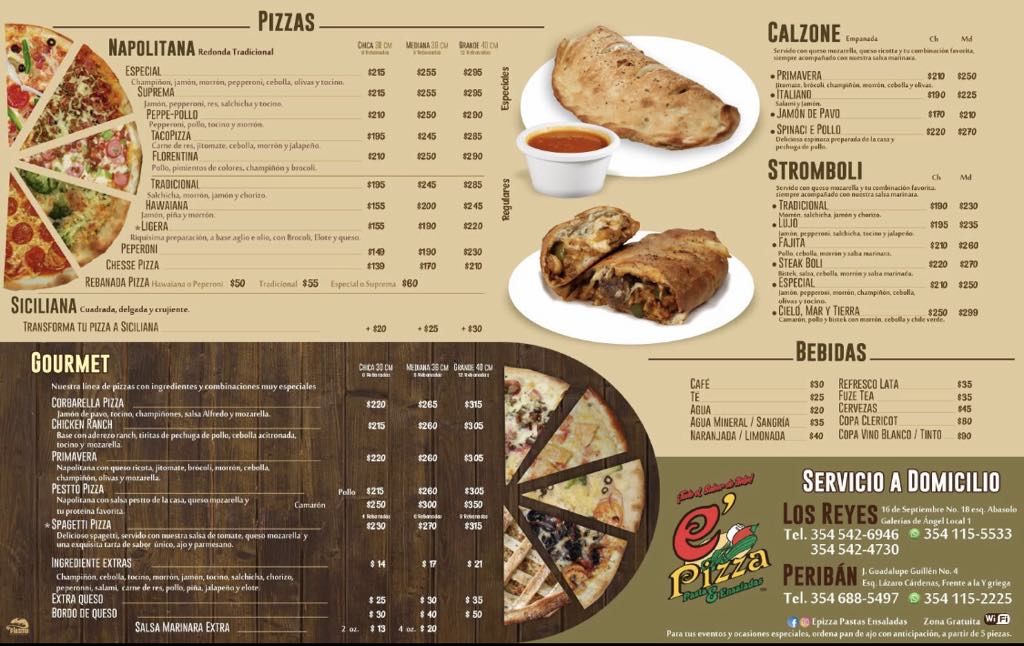 PIZZAS
NAPOLITANA Redonda Tradicional
CHICA 30 CM MEDIANA 36 CM GRANDE 40 CM
6 Rebanadas 8 Rebanadas 12 Rebanadas
ESPECIAL $215 $255 $295
Champiñon, jamón, morrón, pepperoni, cebolla, olivas y tocino.
SUPREMA $215 $255 $295
Jamón, pepperoni, res, salchicha y tocino.
PEPPE-POLLO $210 $250 $290
Pepperoni, pollo, tocino y morrón.
TACOPIZZA $195 $245 $285
Carne de res, jitomate, cebolla, morrón y jalapeño.
FLORENTINA $210 $250 $290
Pollo, pimientos de colores, champiñón y brocoli.
Especiales
TRADICIONAL $195 $245 $285
Salchicha, morrón, jamón y chorizo.
HAWAIANA $155 $200 $245
Jamón, piña y morrón.
★LIGERA $155 $190 $220
Riquísima preparación, a base aglio e olio, con Brocoli, Elote y queso.
PEPERONI $149 $190 $230
CHESSE PIZZA $139 $170 $210
Regulares
REBANADA PIZZA Hawaiana o Peperoni $50 Tradicional $55 Especial o Suprema $60
SICILIANA Cuadrada, delgada y crujiente.
TRANSFORMA TU PIZZA A SICILIANA + $20 + $25 + $30
GOURMET
CHICA 30 CM MEDIANA 36 CM GRANDE 40 CM
6 Rebanadas 8 Rebanadas 12 Rebanadas
Nuestra linea de pizzas con ingredientes y combinaciones muy especiales
CORBARELLA PIZZA $220 $265 $315
Jamón de pavo, tocino, champiñones, salsa Alfredo y mozarella.
CHICKEN RANCH $215 $260 $305
Base con aderezo ranch, tiritas de pechuga de pollo, cebolla acitronada,
tocino y mozarella.
PRIMAVERA $220 $260 $305
Napolitana con queso ricota, jitomate, brócoli, morrón, cebolla,
champiñón, olivas y mozarella.
PESTTO PIZZA Pollo $215 $260 $305
Napolitana con salsa pestto de la casa, queso mozarella y
tu proteina favorita. Camarón $250 $300 $350
★SPAGETTI PIZZA $230 $270 $315
Delicioso spagetti, servido con nuestra salsa de tomate, queso mozarella y
una exquisita tarta de sabor único, ajo y parmesano.
INGREDIENTE EXTRAS $ 14 $ 17 $ 21
Champiñon, cebolla, tocino, morrón, jamón, tocino, salchicha, chorizo,
peperoni, salami, carne de res, pollo, piña, jalapeño y elote.
EXTRA QUESO $ 25 $ 30 $ 35
BORDO DE QUESO $ 30 $ 40 $ 50
SALSA MARINARA EXTRA 2 oz. $ 13 4 oz. $ 20
CALZONE Empanada Ch Md
Servido con queso mozarella, queso ricotta y tu combinación favorita,
siempre acompañado con nuestra salsa marinara.
• PRIMAVERA $210 $250
Jitomate, brócoli, champiñón, morrón, cebolla y olivas.
• ITALIANO $190 $225
Salami y Jamón.
• JAMÓN DE PAVO $170 $210
• SPINACI E POLLO $220 $270
Deliciosa espinaca preparada de la casa y
pechuga de pollo.
STROMBOLI Ch Md
Servido con queso mozarella y tu combinación favorita.
siempre acompañado con nuestra salsa marinara.
• TRADICIONAL $190 $230
Morrón, salchicha, jamón y chorizo.
• LUJO $195 $235
Jamón, pepperoni, salchicha, tocino y jalapeño.
• FAJITA $210 $260
Pollo, cebolla, morrón y salsa marinara.
• STEAK BOLI $220 $270
Bistek, salsa, cebolla, morrón y salsa marinada.
• ESPECIAL $210 $250
Jamón, pepperoni, morrón, champiñón, cebolla,
olivas y tocino.
• CIELO, MAR Y TIERRA $250 $299
Camarón, pollo y bistek con morrón, cebolla y chile verde.
BEBIDAS
CAFÉ $30
TÉ $25
AGUA $20
AGUA MINERAL / SANGRÍA $35
NARANJADA / LIMONADA $40
REFRESCO LATA $35
FUZE TEA $35
CERVEZAS $45
COPA CLERICOT $80
COPA VINO BLANCO / TINTO $90
¡Todo el Sabor de Italia!
e'
Pizza
Pasta & Ensaladas
SERVICIO A DOMICILIO
LOS REYES 16 de Septiembre No. 18 esq. Abasolo
Galerías de Ángel Local 1
Tel. 354 542-6946 354 115-5533
354 542-4730
PERIBÁN J. Guadalupe Guillén No. 4
Esq. Lázaro Cárdenas, Frente a la Y griega
Tel. 354 688-5497 354 115-2225
Epizza Pastas Ensaladas Zona Gratuita Wi Fi
Para tus eventos y ocasiones especiales, ordena pan de ajo con anticipación, a partir de 5 piezas.